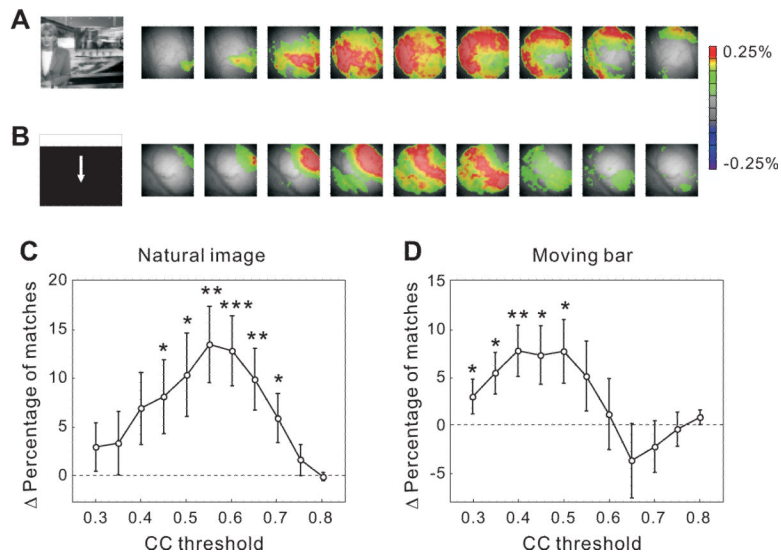 A
0.25%
B
-0.25%
C Natural image
D Moving bar
20
15
10
5
0
Δ Percentage of matches
*
*
**
***
**
*
0.3 0.4 0.5 0.6 0.7 0.8
CC threshold
15
10
5
0
-5
Δ Percentage of matches
*
*
**
*
*
0.3 0.4 0.5 0.6 0.7 0.8
CC threshold